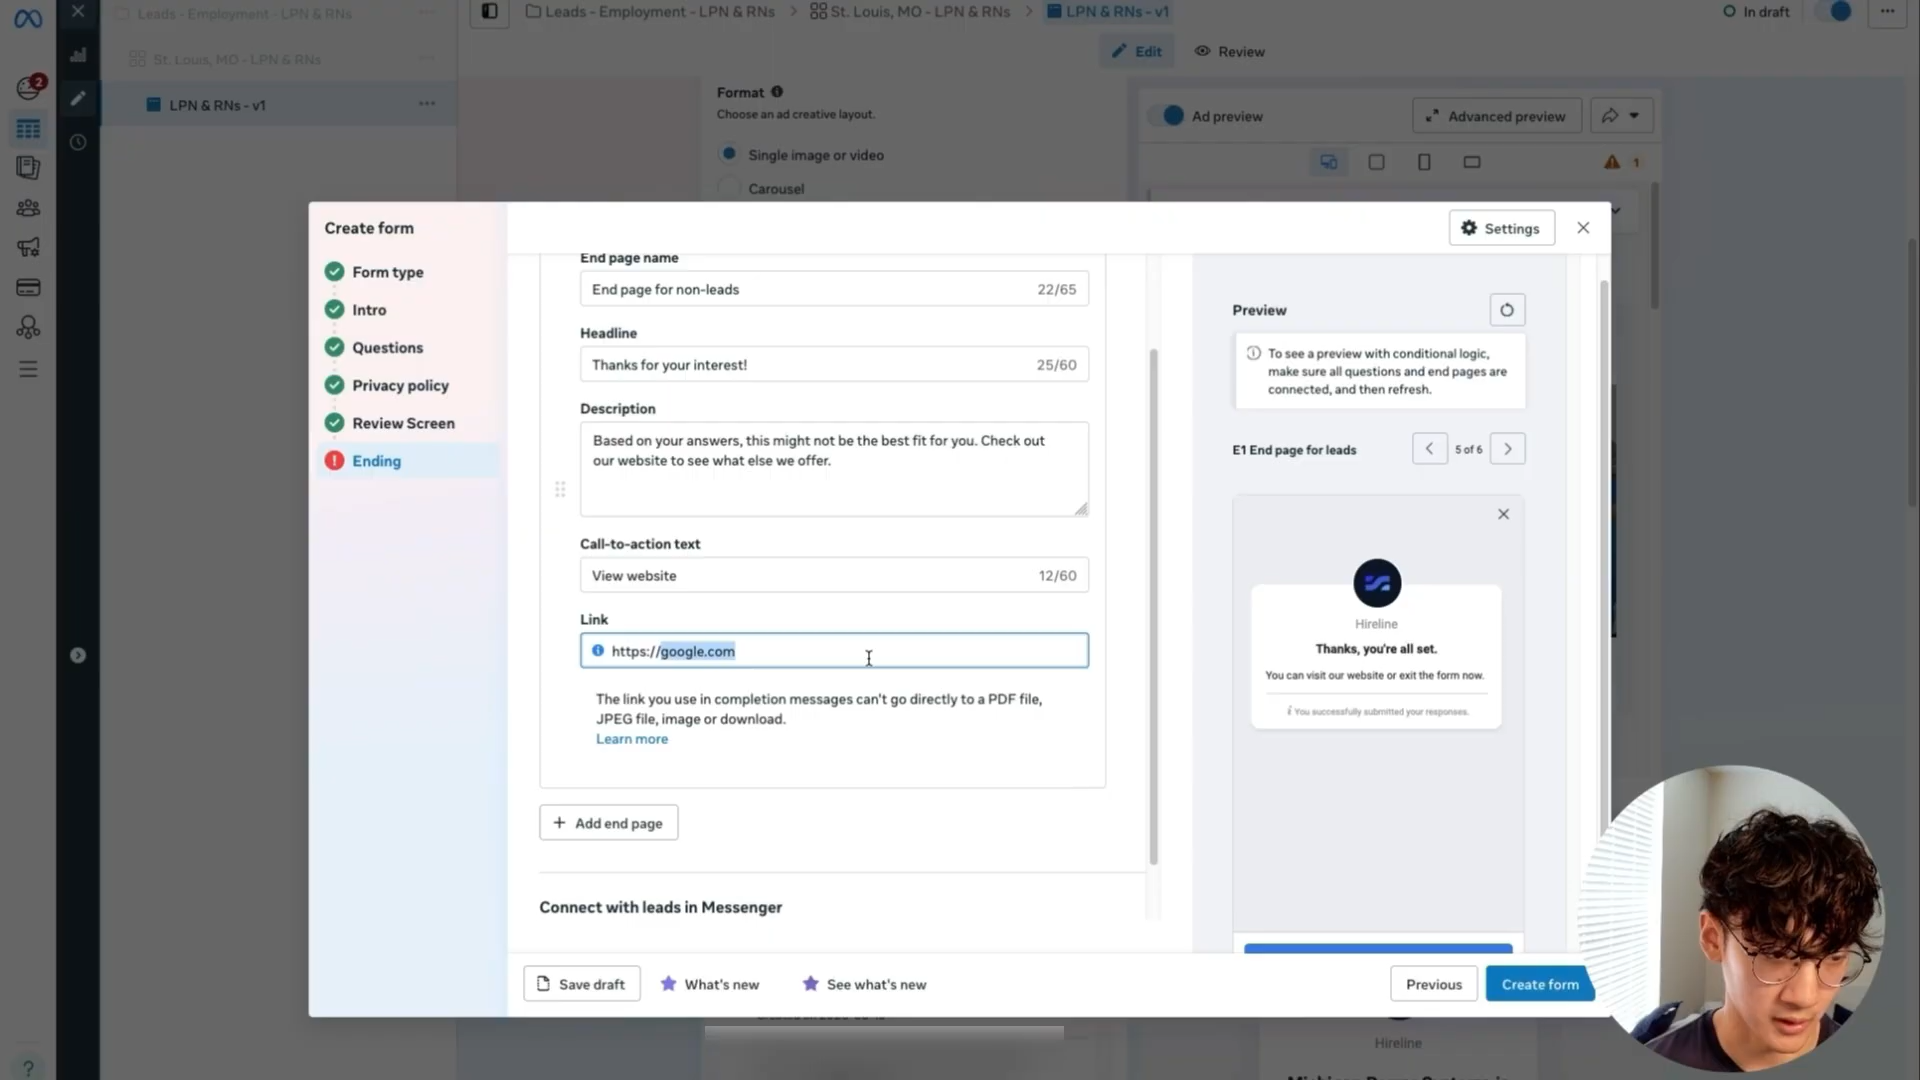 Leads - Employment - LPN & RNs
St. Louis, MO - LPN & RNs
LPN & RNs - v1
2
Leads - Employment - LPN & RNs > St. Louis, MO - LPN & RNs > LPN & RNs - v1
In draft
Edit
Review
Format
Choose an ad creative layout.
Single image or video
Carousel
Ad preview
Advanced preview
1
Create form
Form type
Intro
Questions
Privacy policy
Review Screen
Ending
Settings
End page name
End page for non-leads
22/65
Headline
Thanks for your interest!
25/60
Description
Based on your answers, this might not be the best fit for you. Check out
our website to see what else we offer.
Call-to-action text
View website
12/60
Link
https://google.com
The link you use in completion messages can't go directly to a PDF file,
JPEG file, image or download.
Learn more
+ Add end page
Connect with leads in Messenger
Preview
To see a preview with conditional logic,
make sure all questions and end pages are
connected, and then refresh.
E1 End page for leads
5 of 6
Hireline
Thanks, you're all set.
You can visit our website or exit the form now.
You successfully submitted your responses.
Save draft
What's new
See what's new
Previous
Create form
Hireline